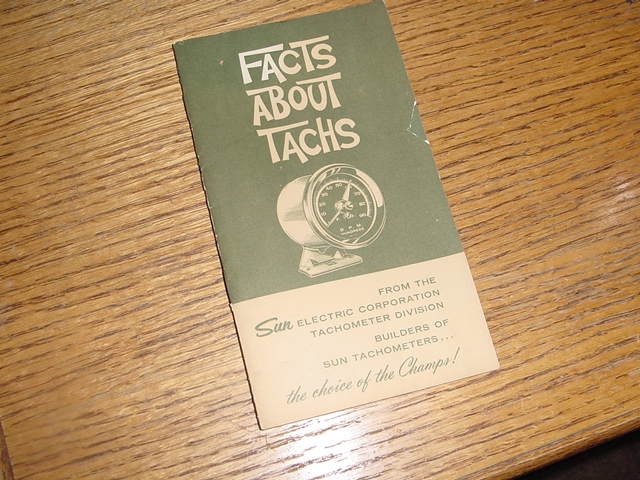 FACTS
ABOUT
TACHS
R P M
HUNDREDS
FROM THE
Sun ELECTRIC CORPORATION
TACHOMETER DIVISION
BUILDERS OF
SUN TACHOMETERS...
the choice of the Champs!